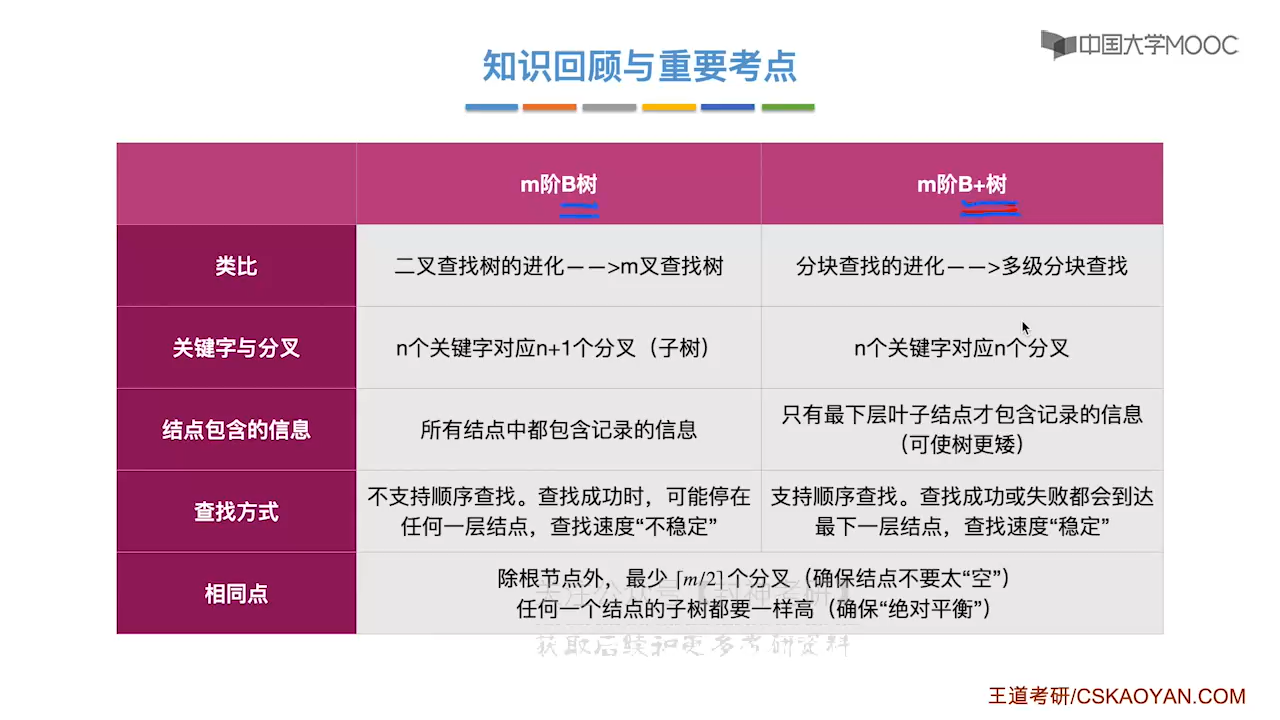 中国大学MOOC
知识回顾与重要考点
m阶B树
m阶B+树
类比
二叉查找树的进化——>m叉查找树
分块查找的进化——>多级分块查找
关键字与分叉
n个关键字对应n+1个分叉（子树）
n个关键字对应n个分叉
结点包含的信息
所有结点中都包含记录的信息
只有最下层叶子结点才包含记录的信息
（可使树更矮）
查找方式
不支持顺序查找。查找成功时，可能停在
任何一层结点，查找速度“不稳定”
支持顺序查找。查找成功或失败都会到达
最下一层结点，查找速度“稳定”
相同点
除根节点外，最少 ⌈m/2⌉个分叉（确保结点不要太“空”）
任何一个结点的子树都要一样高（确保“绝对平衡”）
获取后续和更多考研资料
王道考研/CSKAOYAN.COM